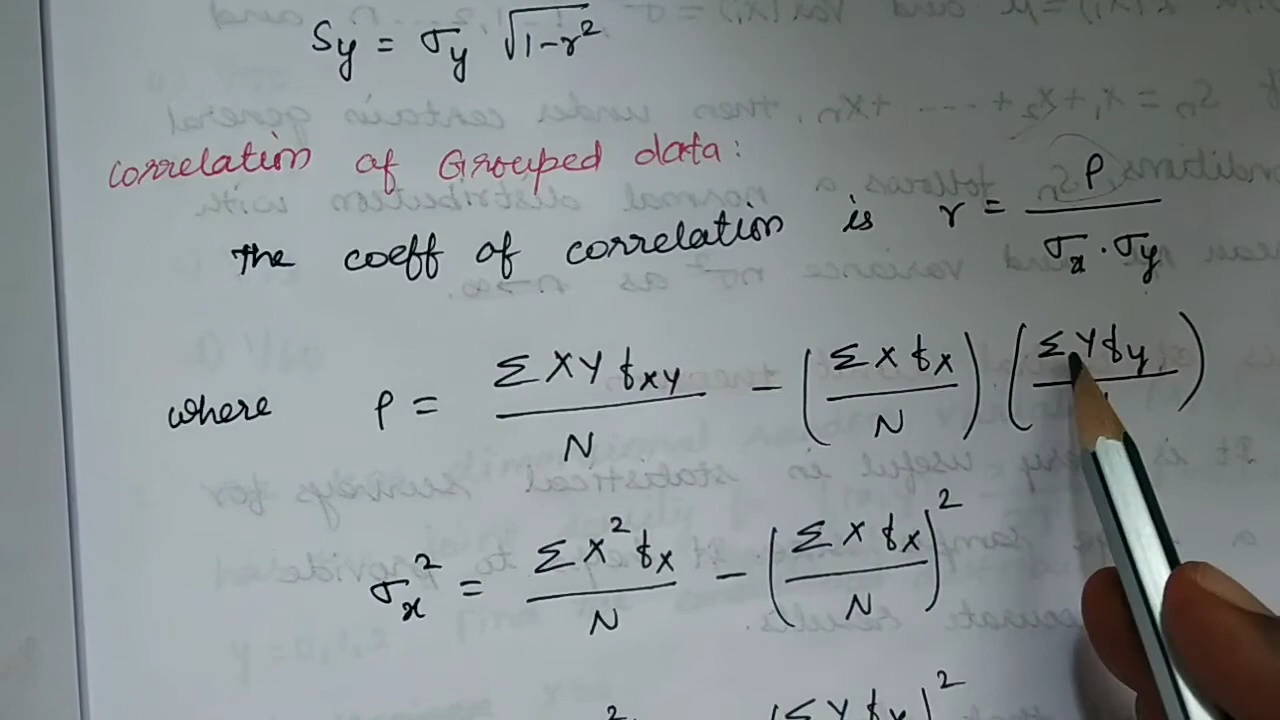 Sy = σy √1-r²
Correlation of Grouped data:
The coeff of correlation is r = P / σx · σy
where P = ΣXY fxy / N - (ΣX fx / N) (ΣY fy / )
σx² = ΣX² fx / N - (ΣX fx / N)²